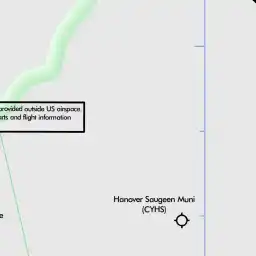 provided outside US airspace.
rts and flight information
Hanover Saugeen Muni
(CYHS)
e